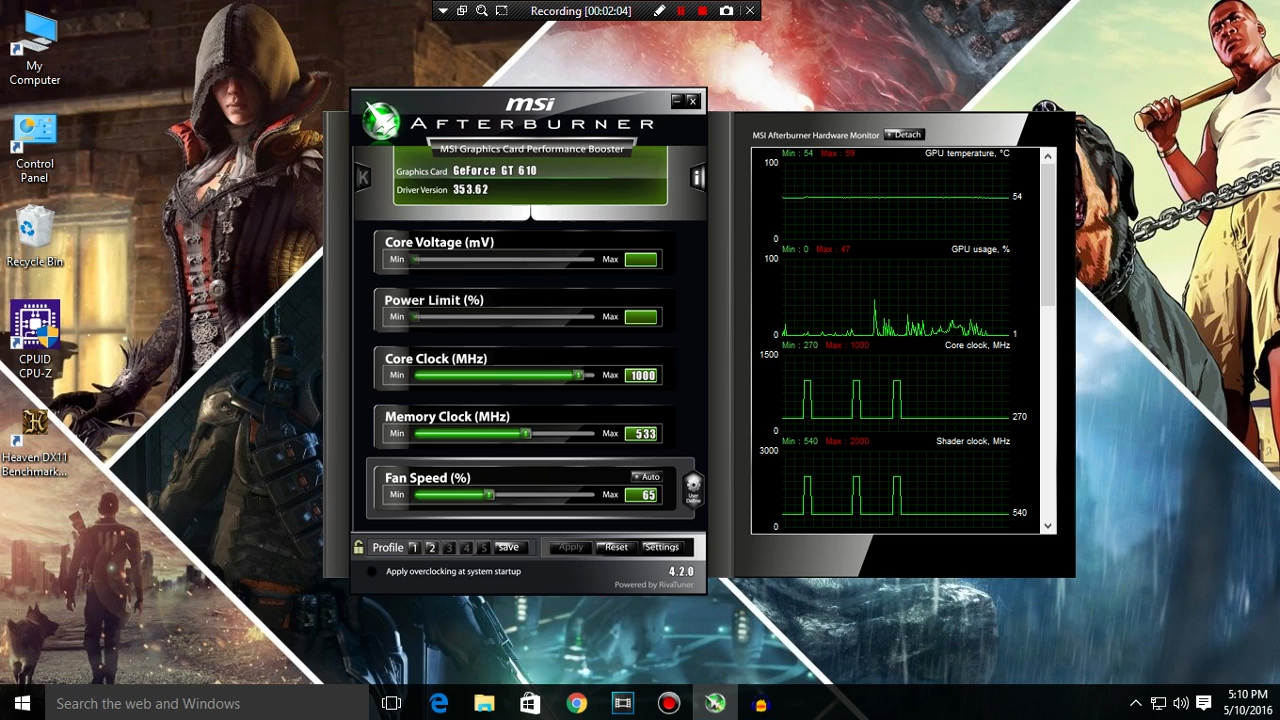 Recording [00:02:04]
My
Computer
Control
Panel
Recycle Bin
CPUID
CPU-Z
Heaven DX11
Benchmark...
msi
AFTERBURNER
MSI Graphics Card Performance Booster
K
i
Graphics Card GeForce GT 610
Driver Version 353.62
Core Voltage (mV)
Min Max
Power Limit (%)
Min Max
Core Clock (MHz)
Min Max 1000
Memory Clock (MHz)
Min Max 533
Fan Speed (%) Auto
Min Max 65
User
Define
Profile 1 2 3 4 5 save Apply Reset Settings
Apply overclocking at system startup 4.2.0
Powered by RivaTuner
MSI Afterburner Hardware Monitor Detach
Min : 54 Max : 59 GPU temperature, °C
100
54
0
Min : 0 Max : 47 GPU usage, %
100
0 1
Min : 270 Max : 1000 Core clock, MHz
1500
270
0
Min : 540 Max : 2000 Shader clock, MHz
3000
540
0
Search the web and Windows
5:10 PM
5/10/2016